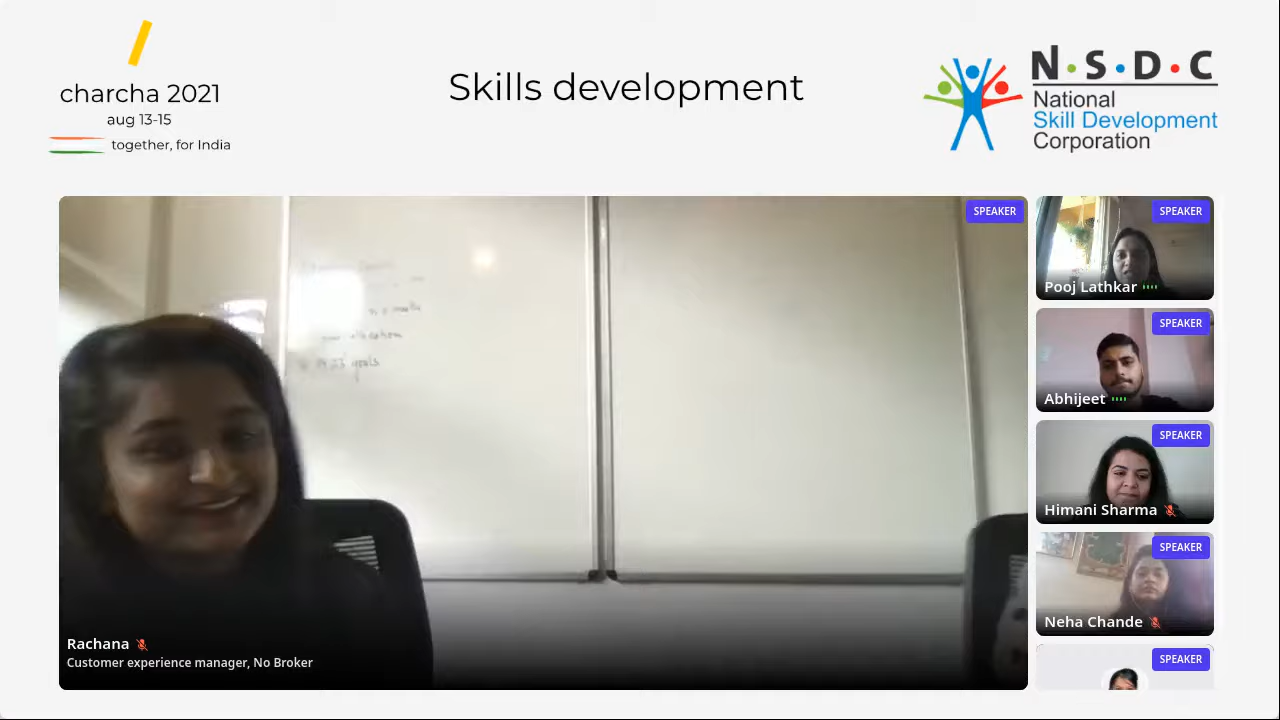 charcha 2021
aug 13-15
together, for India
Skills development
N·S·D·C
National
Skill Development
Corporation
SPEAKER
goals
Rachana
Customer experience manager, No Broker
SPEAKER
Pooj Lathkar
SPEAKER
Abhijeet
SPEAKER
Himani Sharma
SPEAKER
Neha Chande
SPEAKER